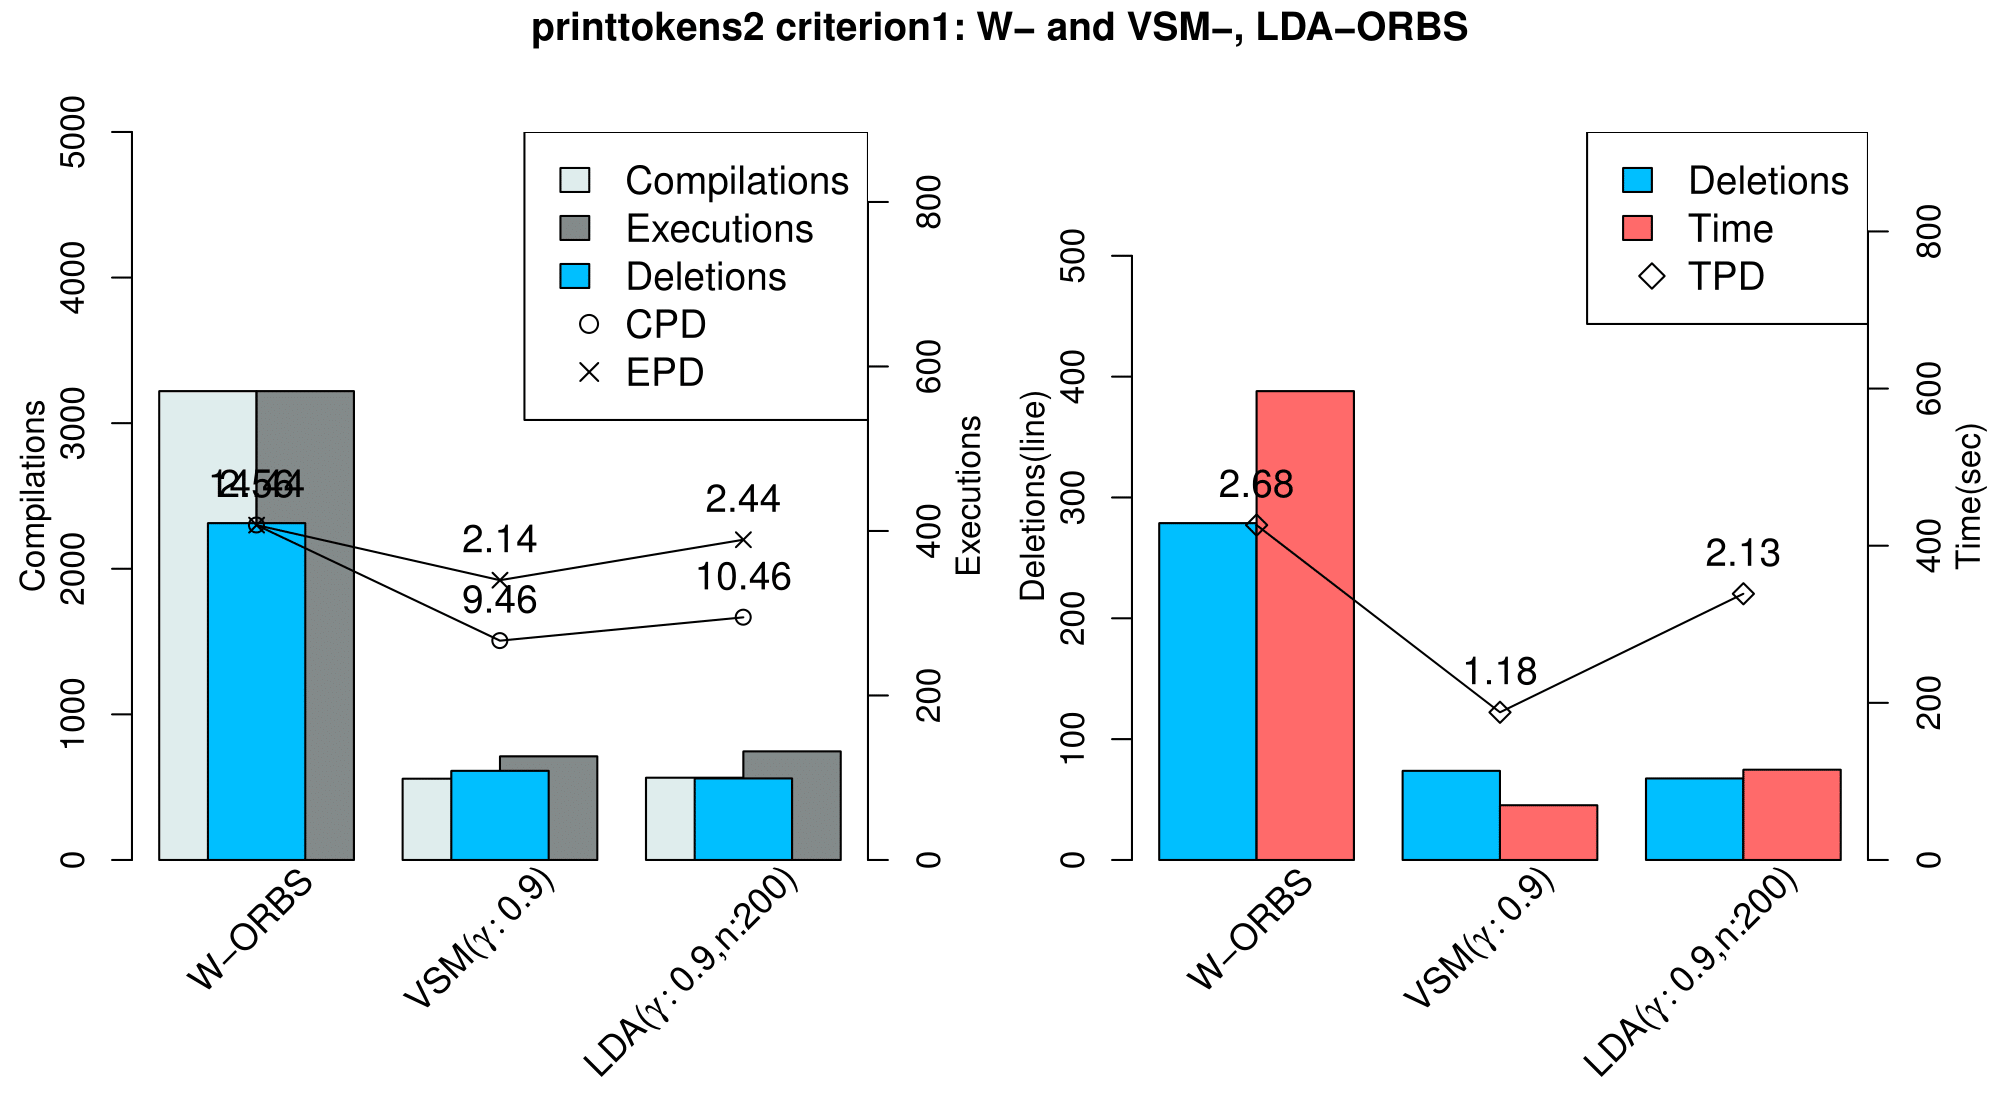 printtokens2 criterion1: W− and VSM−, LDA−ORBS
Compilations
0
1000
2000
3000
4000
5000
Compilations
Executions
Deletions
CPD
EPD
2.14
9.46
2.44
10.46
0
200
400
600
800
Executions
W−ORBS
VSM(γ: 0.9)
LDA(γ: 0.9,n:200)
Deletions(line)
0
100
200
300
400
500
Deletions
Time
TPD
2.68
1.18
2.13
0
200
400
600
800
Time(sec)
W−ORBS
VSM(γ: 0.9)
LDA(γ: 0.9,n:200)